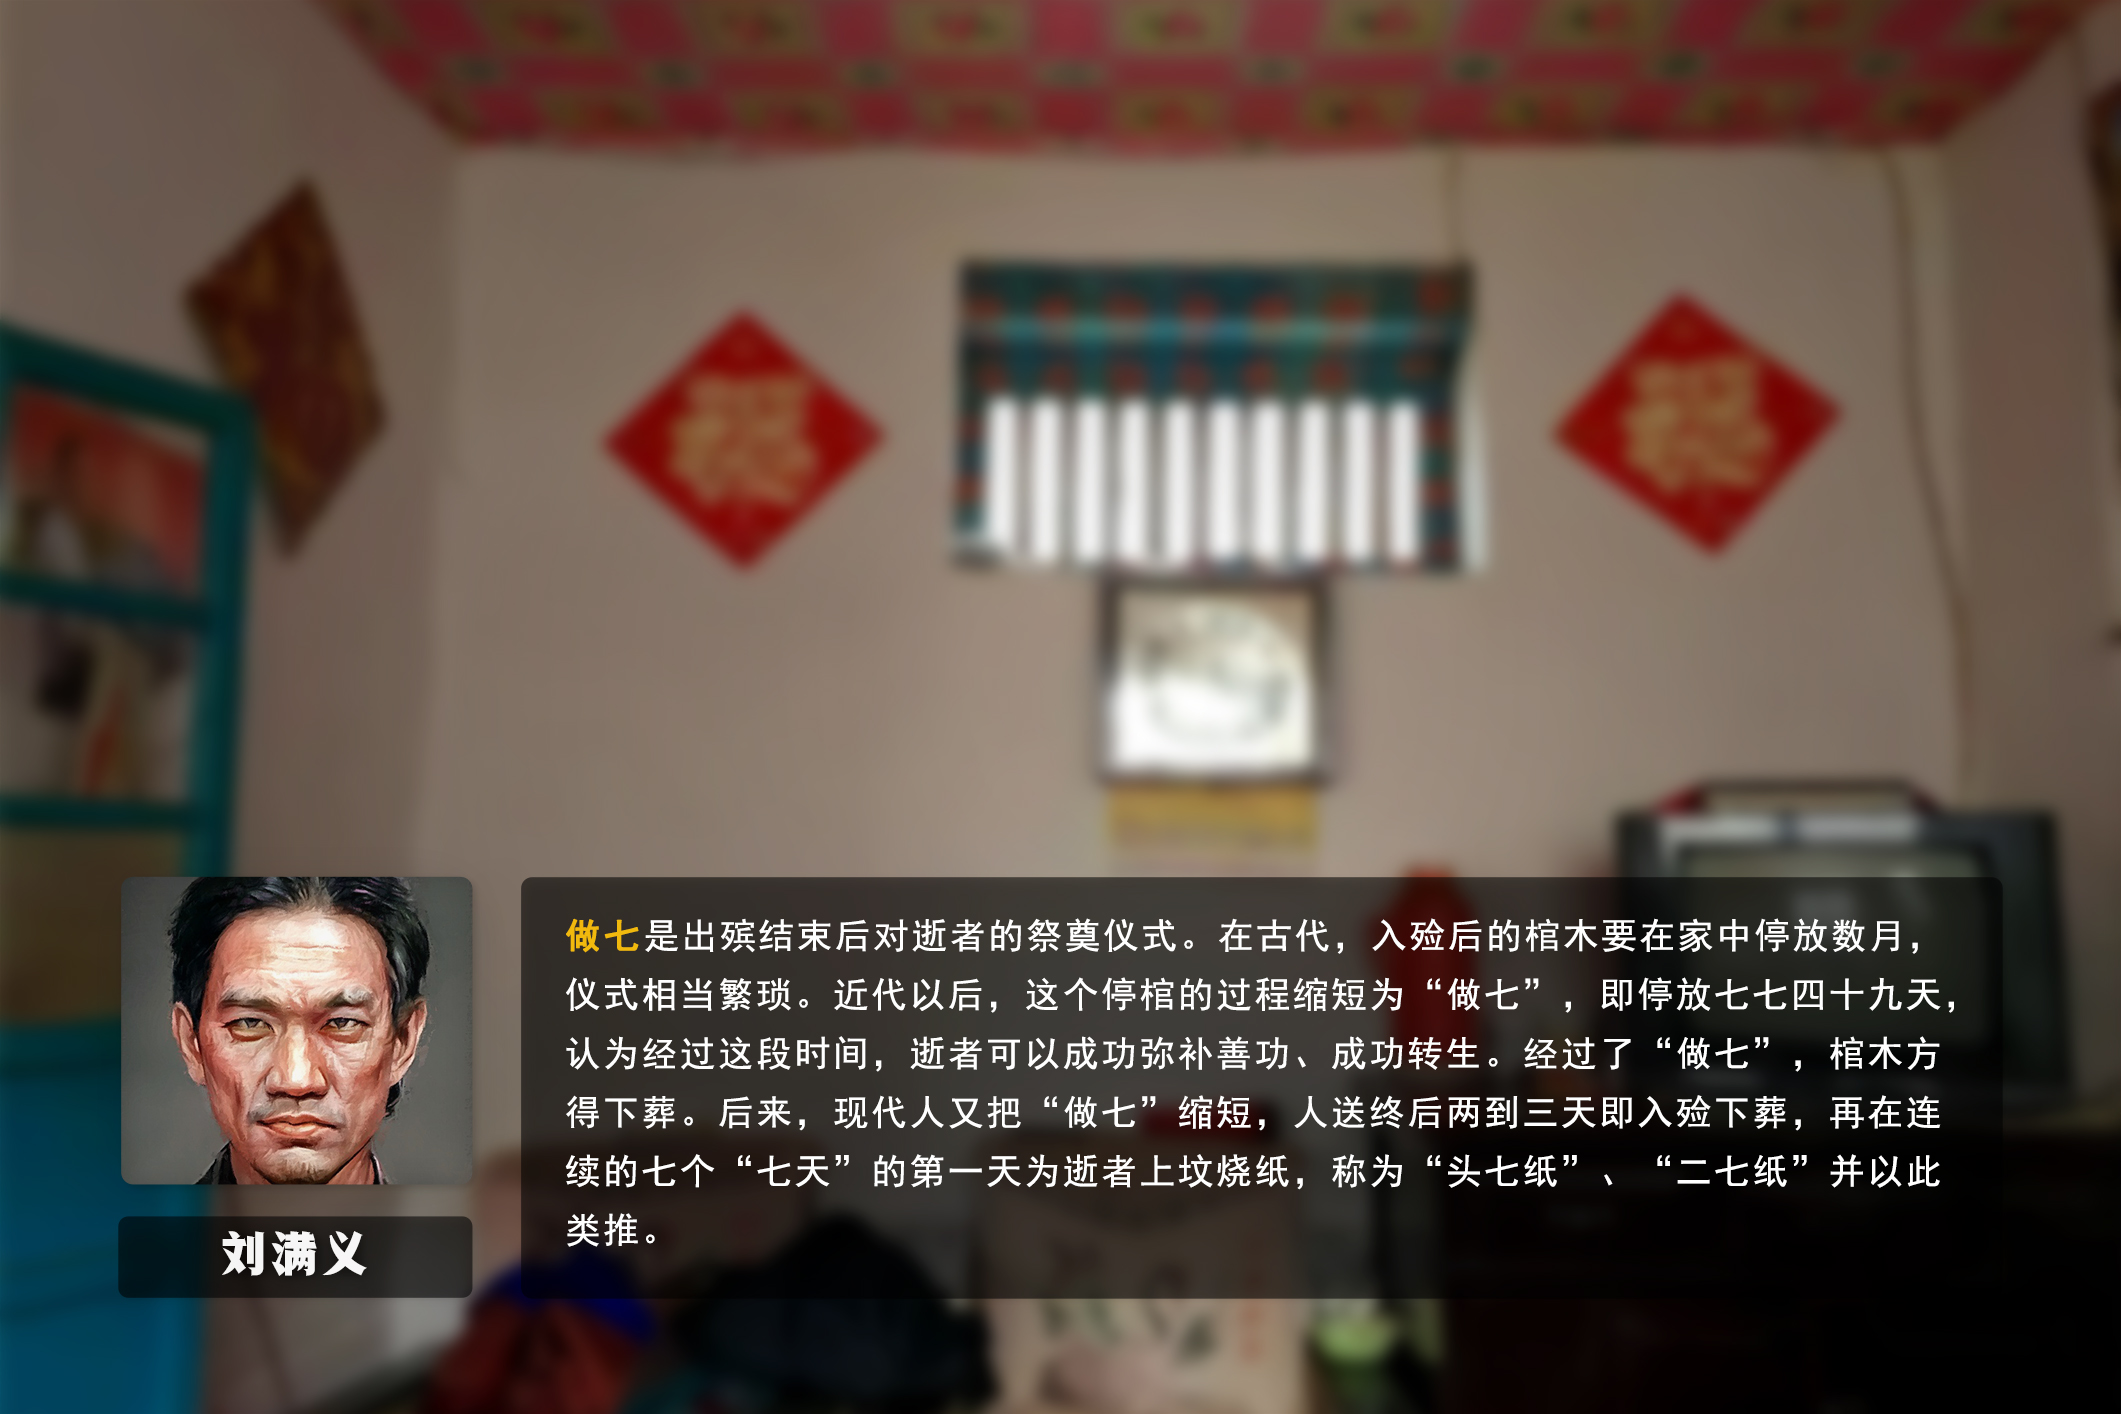 做七是出殡结束后对逝者的祭奠仪式。在古代，入殓后的棺木要在家中停放数月，
仪式相当繁琐。近代以后，这个停棺的过程缩短为“做七”，即停放七七四十九天，
认为经过这段时间，逝者可以成功弥补善功、成功转生。经过了“做七”，棺木方
得下葬。后来，现代人又把“做七”缩短，人送终后两到三天即入殓下葬，再在连
续的七个“七天”的第一天为逝者上坟烧纸，称为“头七纸”、“二七纸”并以此
类推。
刘满义